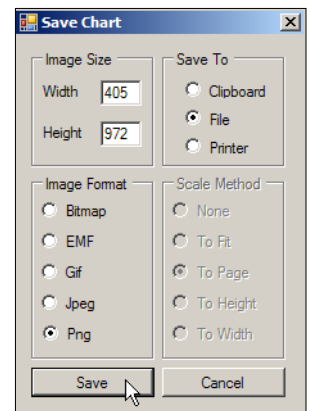 Save Chart
Image Size
Width 405
Height 972
Save To
Clipboard
File
Printer
Image Format
Bitmap
EMF
Gif
Jpeg
Png
Scale Method
None
To Fit
To Page
To Height
To Width
Save
Cancel